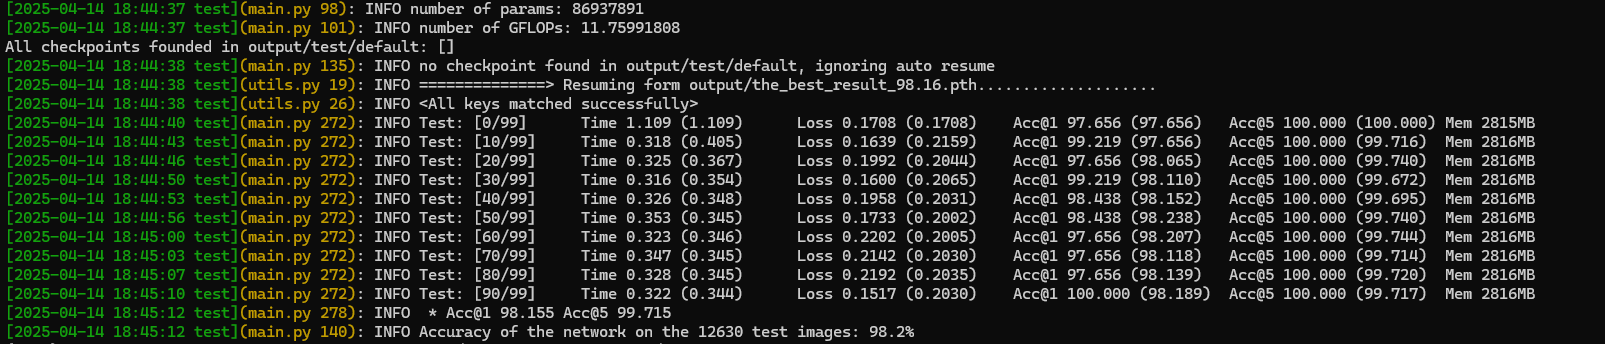 [2025-04-14 18:44:37 test](main.py 98): INFO number of params: 86937891
[2025-04-14 18:44:37 test](main.py 101): INFO number of GFLOPs: 11.75991808
All checkpoints founded in output/test/default: []
[2025-04-14 18:44:38 test](main.py 135): INFO no checkpoint found in output/test/default, ignoring auto resume
[2025-04-14 18:44:38 test](utils.py 19): INFO ==============> Resuming form output/the_best_result_98.16.pth....................
[2025-04-14 18:44:38 test](utils.py 26): INFO <All keys matched successfully>
[2025-04-14 18:44:40 test](main.py 272): INFO Test: [0/99] Time 1.109 (1.109) Loss 0.1708 (0.1708) Acc@1 97.656 (97.656) Acc@5 100.000 (100.000) Mem 2815MB
[2025-04-14 18:44:43 test](main.py 272): INFO Test: [10/99] Time 0.318 (0.405) Loss 0.1639 (0.2159) Acc@1 99.219 (97.656) Acc@5 100.000 (99.716) Mem 2816MB
[2025-04-14 18:44:46 test](main.py 272): INFO Test: [20/99] Time 0.325 (0.367) Loss 0.1992 (0.2044) Acc@1 97.656 (98.065) Acc@5 100.000 (99.740) Mem 2816MB
[2025-04-14 18:44:50 test](main.py 272): INFO Test: [30/99] Time 0.316 (0.354) Loss 0.1600 (0.2065) Acc@1 99.219 (98.110) Acc@5 100.000 (99.672) Mem 2816MB
[2025-04-14 18:44:53 test](main.py 272): INFO Test: [40/99] Time 0.326 (0.348) Loss 0.1958 (0.2031) Acc@1 98.438 (98.152) Acc@5 100.000 (99.695) Mem 2816MB
[2025-04-14 18:44:56 test](main.py 272): INFO Test: [50/99] Time 0.353 (0.345) Loss 0.1733 (0.2002) Acc@1 98.438 (98.238) Acc@5 100.000 (99.740) Mem 2816MB
[2025-04-14 18:45:00 test](main.py 272): INFO Test: [60/99] Time 0.323 (0.346) Loss 0.2202 (0.2005) Acc@1 97.656 (98.207) Acc@5 100.000 (99.744) Mem 2816MB
[2025-04-14 18:45:03 test](main.py 272): INFO Test: [70/99] Time 0.347 (0.345) Loss 0.2142 (0.2030) Acc@1 97.656 (98.118) Acc@5 100.000 (99.714) Mem 2816MB
[2025-04-14 18:45:07 test](main.py 272): INFO Test: [80/99] Time 0.328 (0.345) Loss 0.2192 (0.2035) Acc@1 97.656 (98.139) Acc@5 100.000 (99.720) Mem 2816MB
[2025-04-14 18:45:10 test](main.py 272): INFO Test: [90/99] Time 0.322 (0.344) Loss 0.1517 (0.2030) Acc@1 100.000 (98.189) Acc@5 100.000 (99.717) Mem 2816MB
[2025-04-14 18:45:12 test](main.py 278): INFO * Acc@1 98.155 Acc@5 99.715
[2025-04-14 18:45:12 test](main.py 140): INFO Accuracy of the network on the 12630 test images: 98.2%